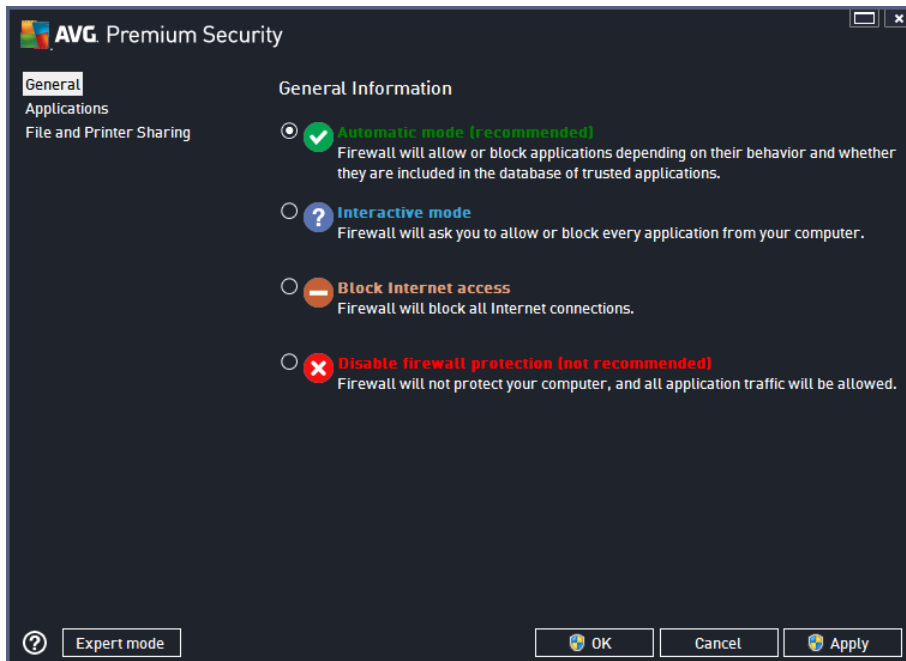 AVG. Premium Security
General
Applications
File and Printer Sharing
General Information
Automatic mode (recommended)
Firewall will allow or block applications depending on their behavior and whether
they are included in the database of trusted applications.
Interactive mode
Firewall will ask you to allow or block every application from your computer.
Block Internet access
Firewall will block all Internet connections.
Disable firewall protection (not recommended)
Firewall will not protect your computer, and all application traffic will be allowed.
Expert mode
OK
Cancel
Apply